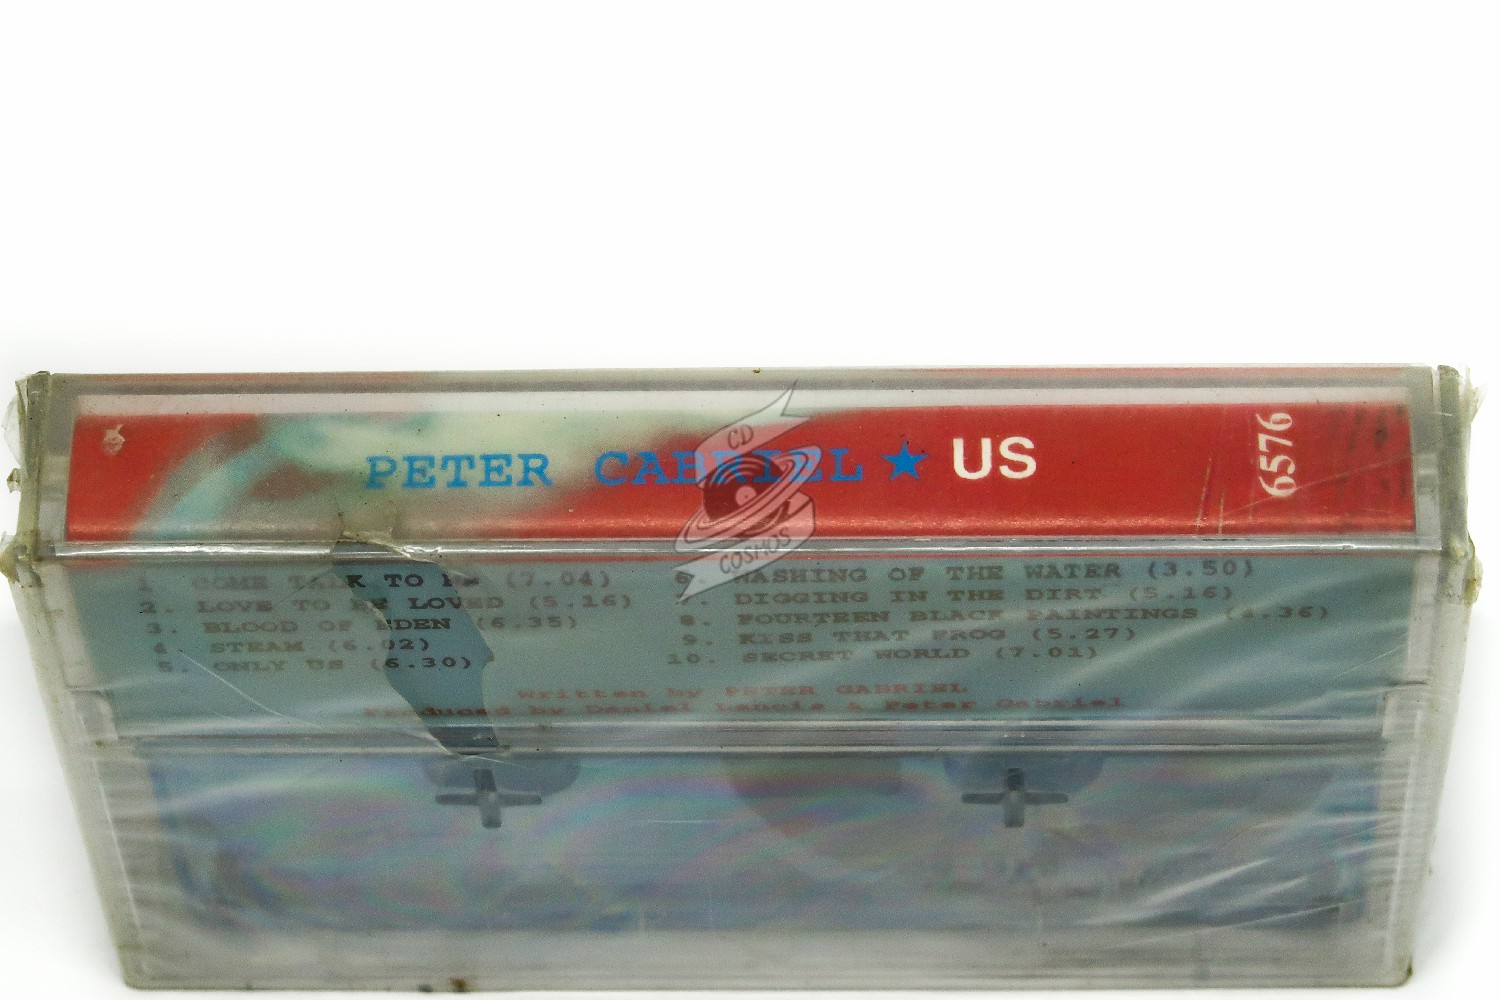 PETER CABRIEL ★ US
6576
CD
COSMOS
1 COME TALK TO ME (7.04)
2. LOVE TO BE LOVED (5.16)
3. BLOOD OF EDEN (6.35)
4 STEAM (6.02)
5. ONLY US (6.30)
6. WASHING OF THE WATER (3.50)
7. DIGGING IN THE DIRT (5.16)
8. FOURTEEN BLACK PAINTINGS (4.36)
9. KISS THAT FROG (5.27)
10. SECRET WORLD (7.01)
Written by PETER GABRIEL
Produced by Daniel Lanois & Peter Gabriel